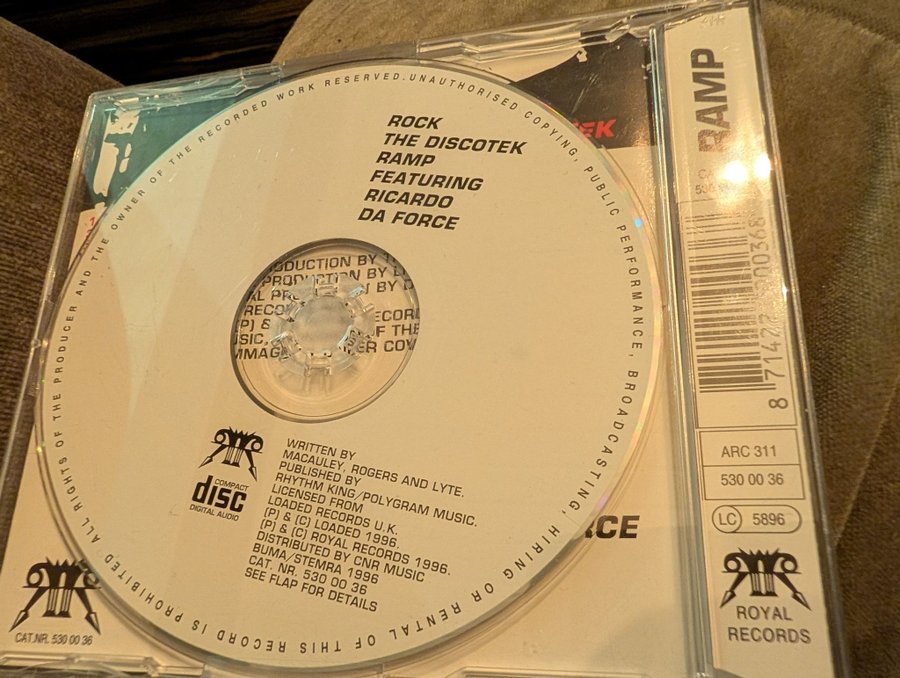 ROCK
THE DISCOTEK
RAMP
FEATURING
RICARDO
DA FORCE
ALL RIGHTS OF THE PRODUCER AND THE OWNER OF THE RECORDED WORK RESERVED. UNAUTHORISED COPYING, PUBLIC PERFORMANCE, BROADCASTING, HIRING OR RENTAL OF THIS RECORD IS PROHIBITED
WRITTEN BY
MACAULEY, ROGERS AND LYTE.
PUBLISHED BY
RHYTHM KING/POLYGRAM MUSIC.
LICENSED FROM
LOADED RECORDS U.K.
(P) & (C) LOADED 1996.
(P) & (C) ROYAL RECORDS 1996.
DISTRIBUTED BY CNR MUSIC
BUMA/STEMRA 1996
CAT. NR. 530 00 36
SEE FLAP FOR DETAILS
COMPACT
disc
DIGITAL AUDIO
CAT.NR. 530 00 36
RAMP
ARC 311
530 00 36
LC 5896
ROYAL
RECORDS